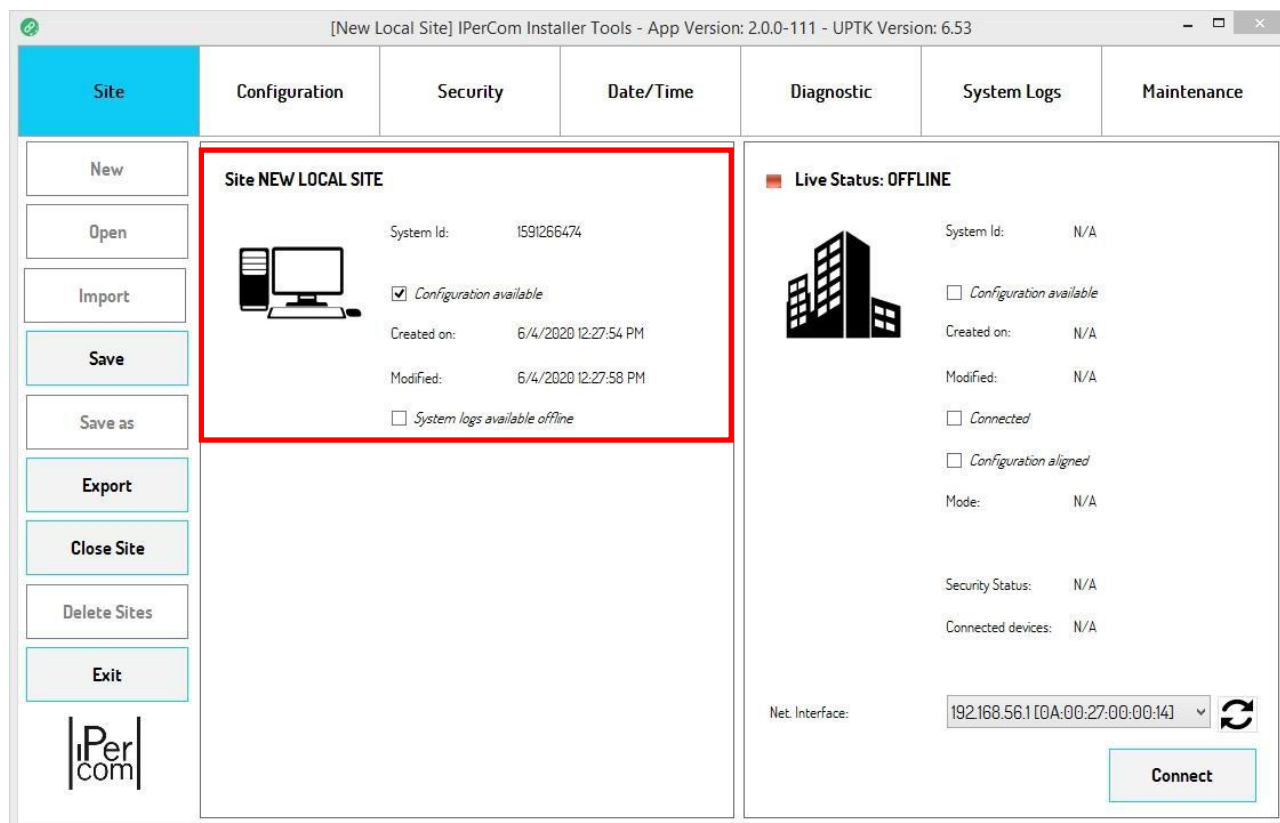 [New Local Site] IPerCom Installer Tools - App Version: 2.0.0-111 - UPTK Version: 6.53
Site
Configuration
Security
Date/Time
Diagnostic
System Logs
Maintenance
New
Open
Import
Save
Save as
Export
Close Site
Delete Sites
Exit
IPer
com
Site NEW LOCAL SITE
System Id: 1591266474
Configuration available
Created on: 6/4/2020 12:27:54 PM
Modified: 6/4/2020 12:27:58 PM
System logs available offline
Live Status: OFFLINE
System Id: N/A
Configuration available
Created on: N/A
Modified: N/A
Connected
Configuration aligned
Mode: N/A
Security Status: N/A
Connected devices: N/A
Net. Interface: 192.168.56.1 [0A:00:27:00:00:14]
Connect